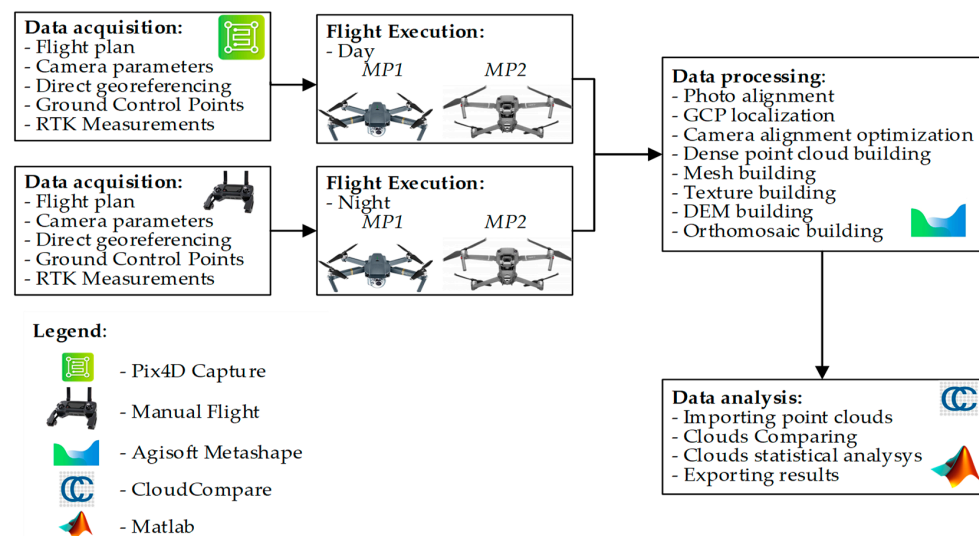 Data acquisition:
- Flight plan
- Camera parameters
- Direct georeferencing
- Ground Control Points
- RTK Measurements
Flight Execution:
- Day
MP1 MP2
Data acquisition:
- Flight plan
- Camera parameters
- Direct georeferencing
- Ground Control Points
- RTK Measurements
Flight Execution:
- Night
MP1 MP2
Data processing:
- Photo alignment
- GCP localization
- Camera alignment optimization
- Dense point cloud building
- Mesh building
- Texture building
- DEM building
- Orthomosaic building
Legend:
- Pix4D Capture
- Manual Flight
- Agisoft Metashape
- CloudCompare
- Matlab
Data analysis:
- Importing point clouds
- Clouds Comparing
- Clouds statistical analysys
- Exporting results